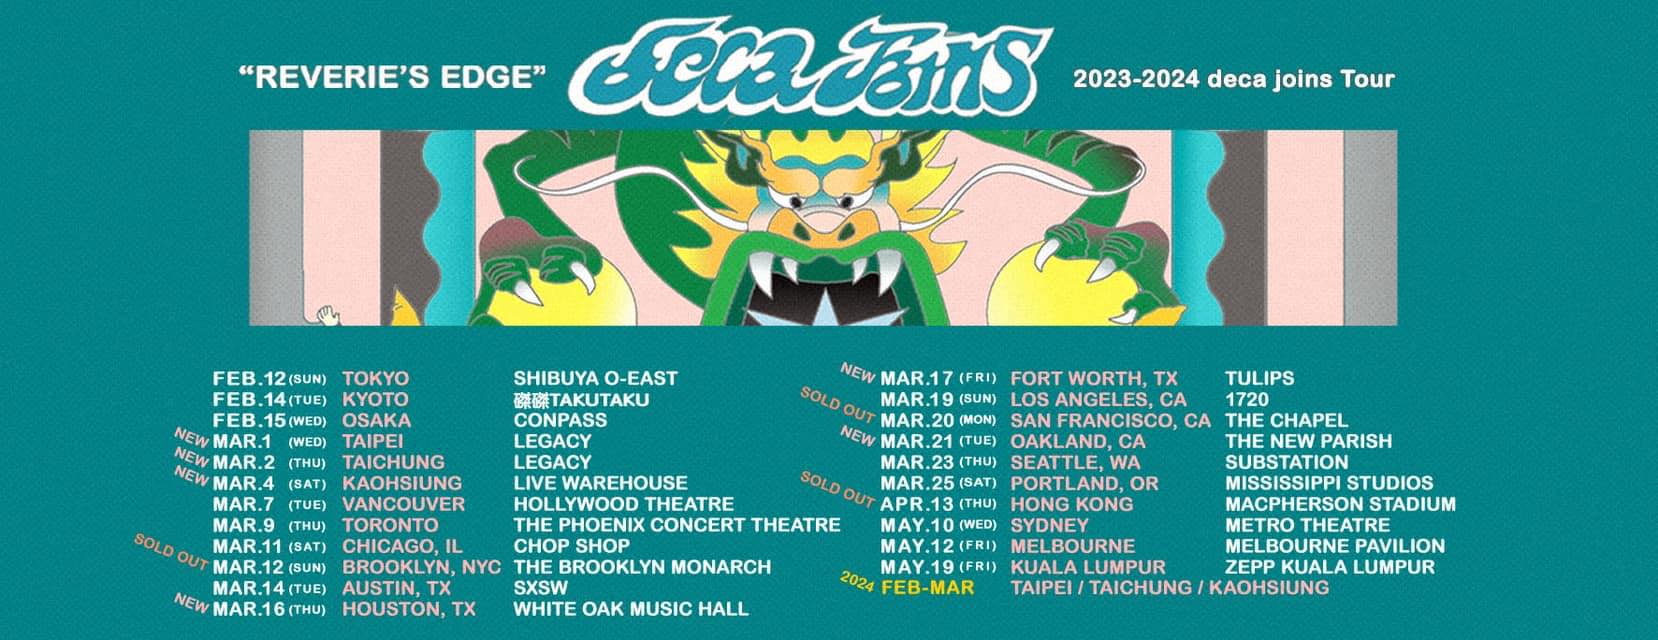 “REVERIE’S EDGE”
deca joins
2023-2024 deca joins Tour
FEB.12 (SUN) TOKYO SHIBUYA O-EAST
FEB.14 (TUE) KYOTO 磔磔TAKUTAKU
FEB.15 (WED) OSAKA CONPASS
NEW MAR.1 (WED) TAIPEI LEGACY
NEW MAR.2 (THU) TAICHUNG LEGACY
NEW MAR.4 (SAT) KAOHSIUNG LIVE WAREHOUSE
MAR.7 (TUE) VANCOUVER HOLLYWOOD THEATRE
MAR.9 (THU) TORONTO THE PHOENIX CONCERT THEATRE
MAR.11 (SAT) CHICAGO, IL CHOP SHOP
SOLD OUT MAR.12 (SUN) BROOKLYN, NYC THE BROOKLYN MONARCH
MAR.14 (TUE) AUSTIN, TX SXSW
NEW MAR.16 (THU) HOUSTON, TX WHITE OAK MUSIC HALL
NEW MAR.17 (FRI) FORT WORTH, TX TULIPS
MAR.19 (SUN) LOS ANGELES, CA 1720
SOLD OUT MAR.20 (MON) SAN FRANCISCO, CA THE CHAPEL
NEW MAR.21 (TUE) OAKLAND, CA THE NEW PARISH
MAR.23 (THU) SEATTLE, WA SUBSTATION
MAR.25 (SAT) PORTLAND, OR MISSISSIPPI STUDIOS
SOLD OUT APR.13 (THU) HONG KONG MACPHERSON STADIUM
MAY.10 (WED) SYDNEY METRO THEATRE
MAY.12 (FRI) MELBOURNE MELBOURNE PAVILION
MAY.19 (FRI) KUALA LUMPUR ZEPP KUALA LUMPUR
2024 FEB-MAR TAIPEI / TAICHUNG / KAOHSIUNG